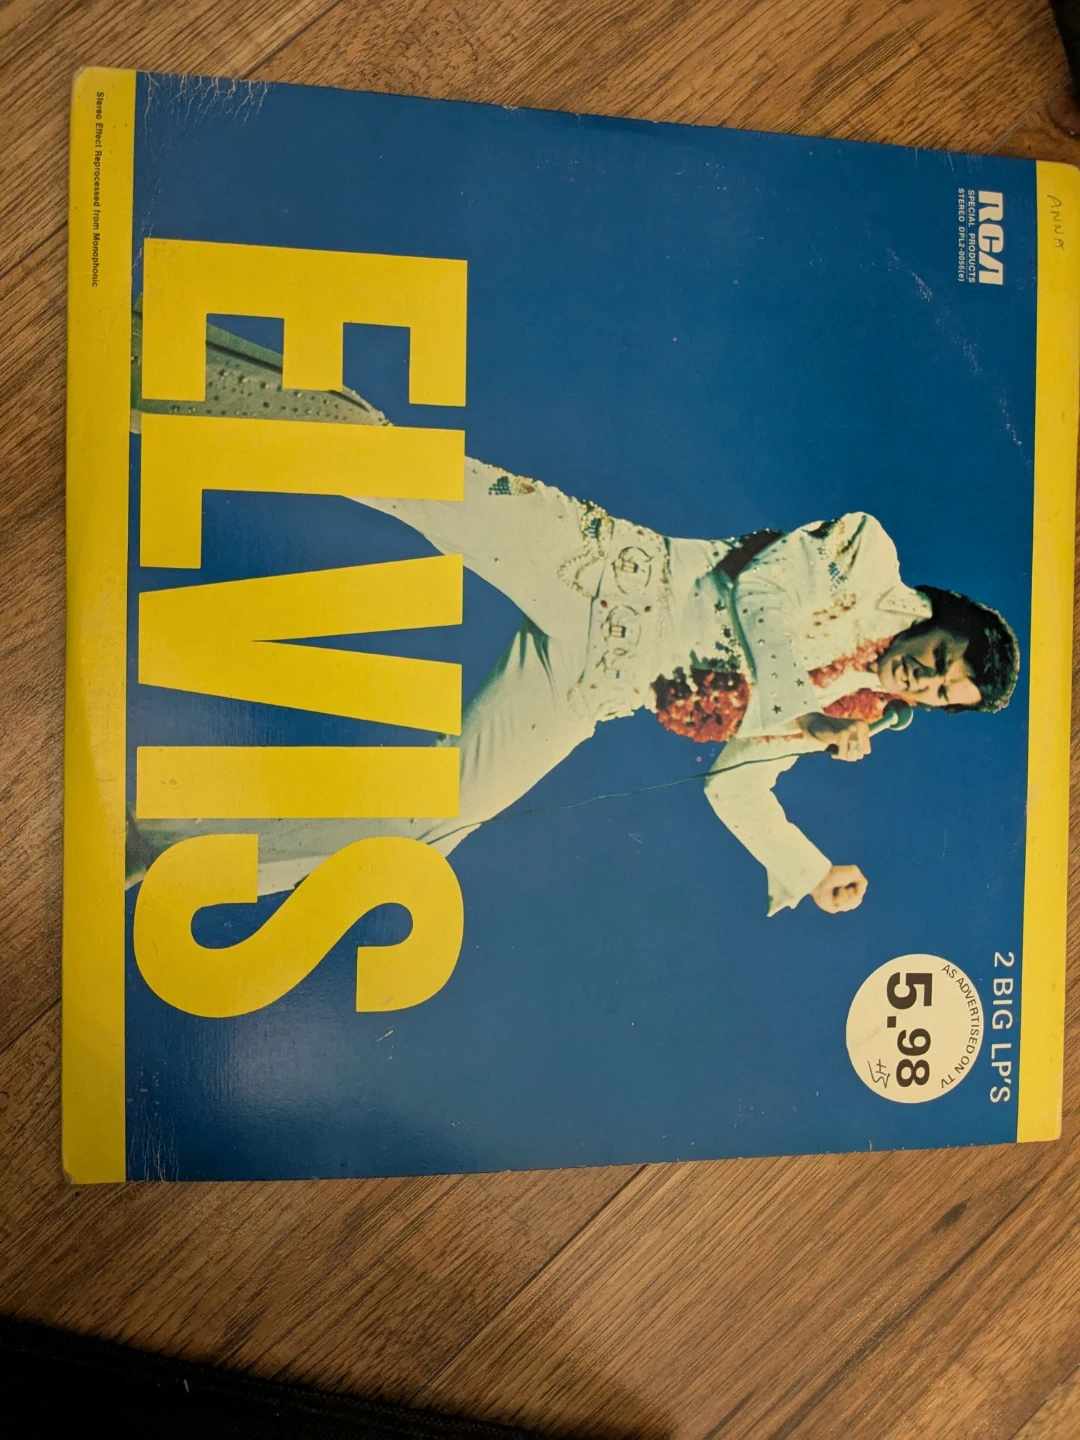 ANNA
RCA
SPECIAL PRODUCTS
STEREO DPL2-0056(e)
2 BIG LP'S
AS ADVERTISED ON TV
5.98
ELVIS
Stereo Effect Reprocessed from Monophonic